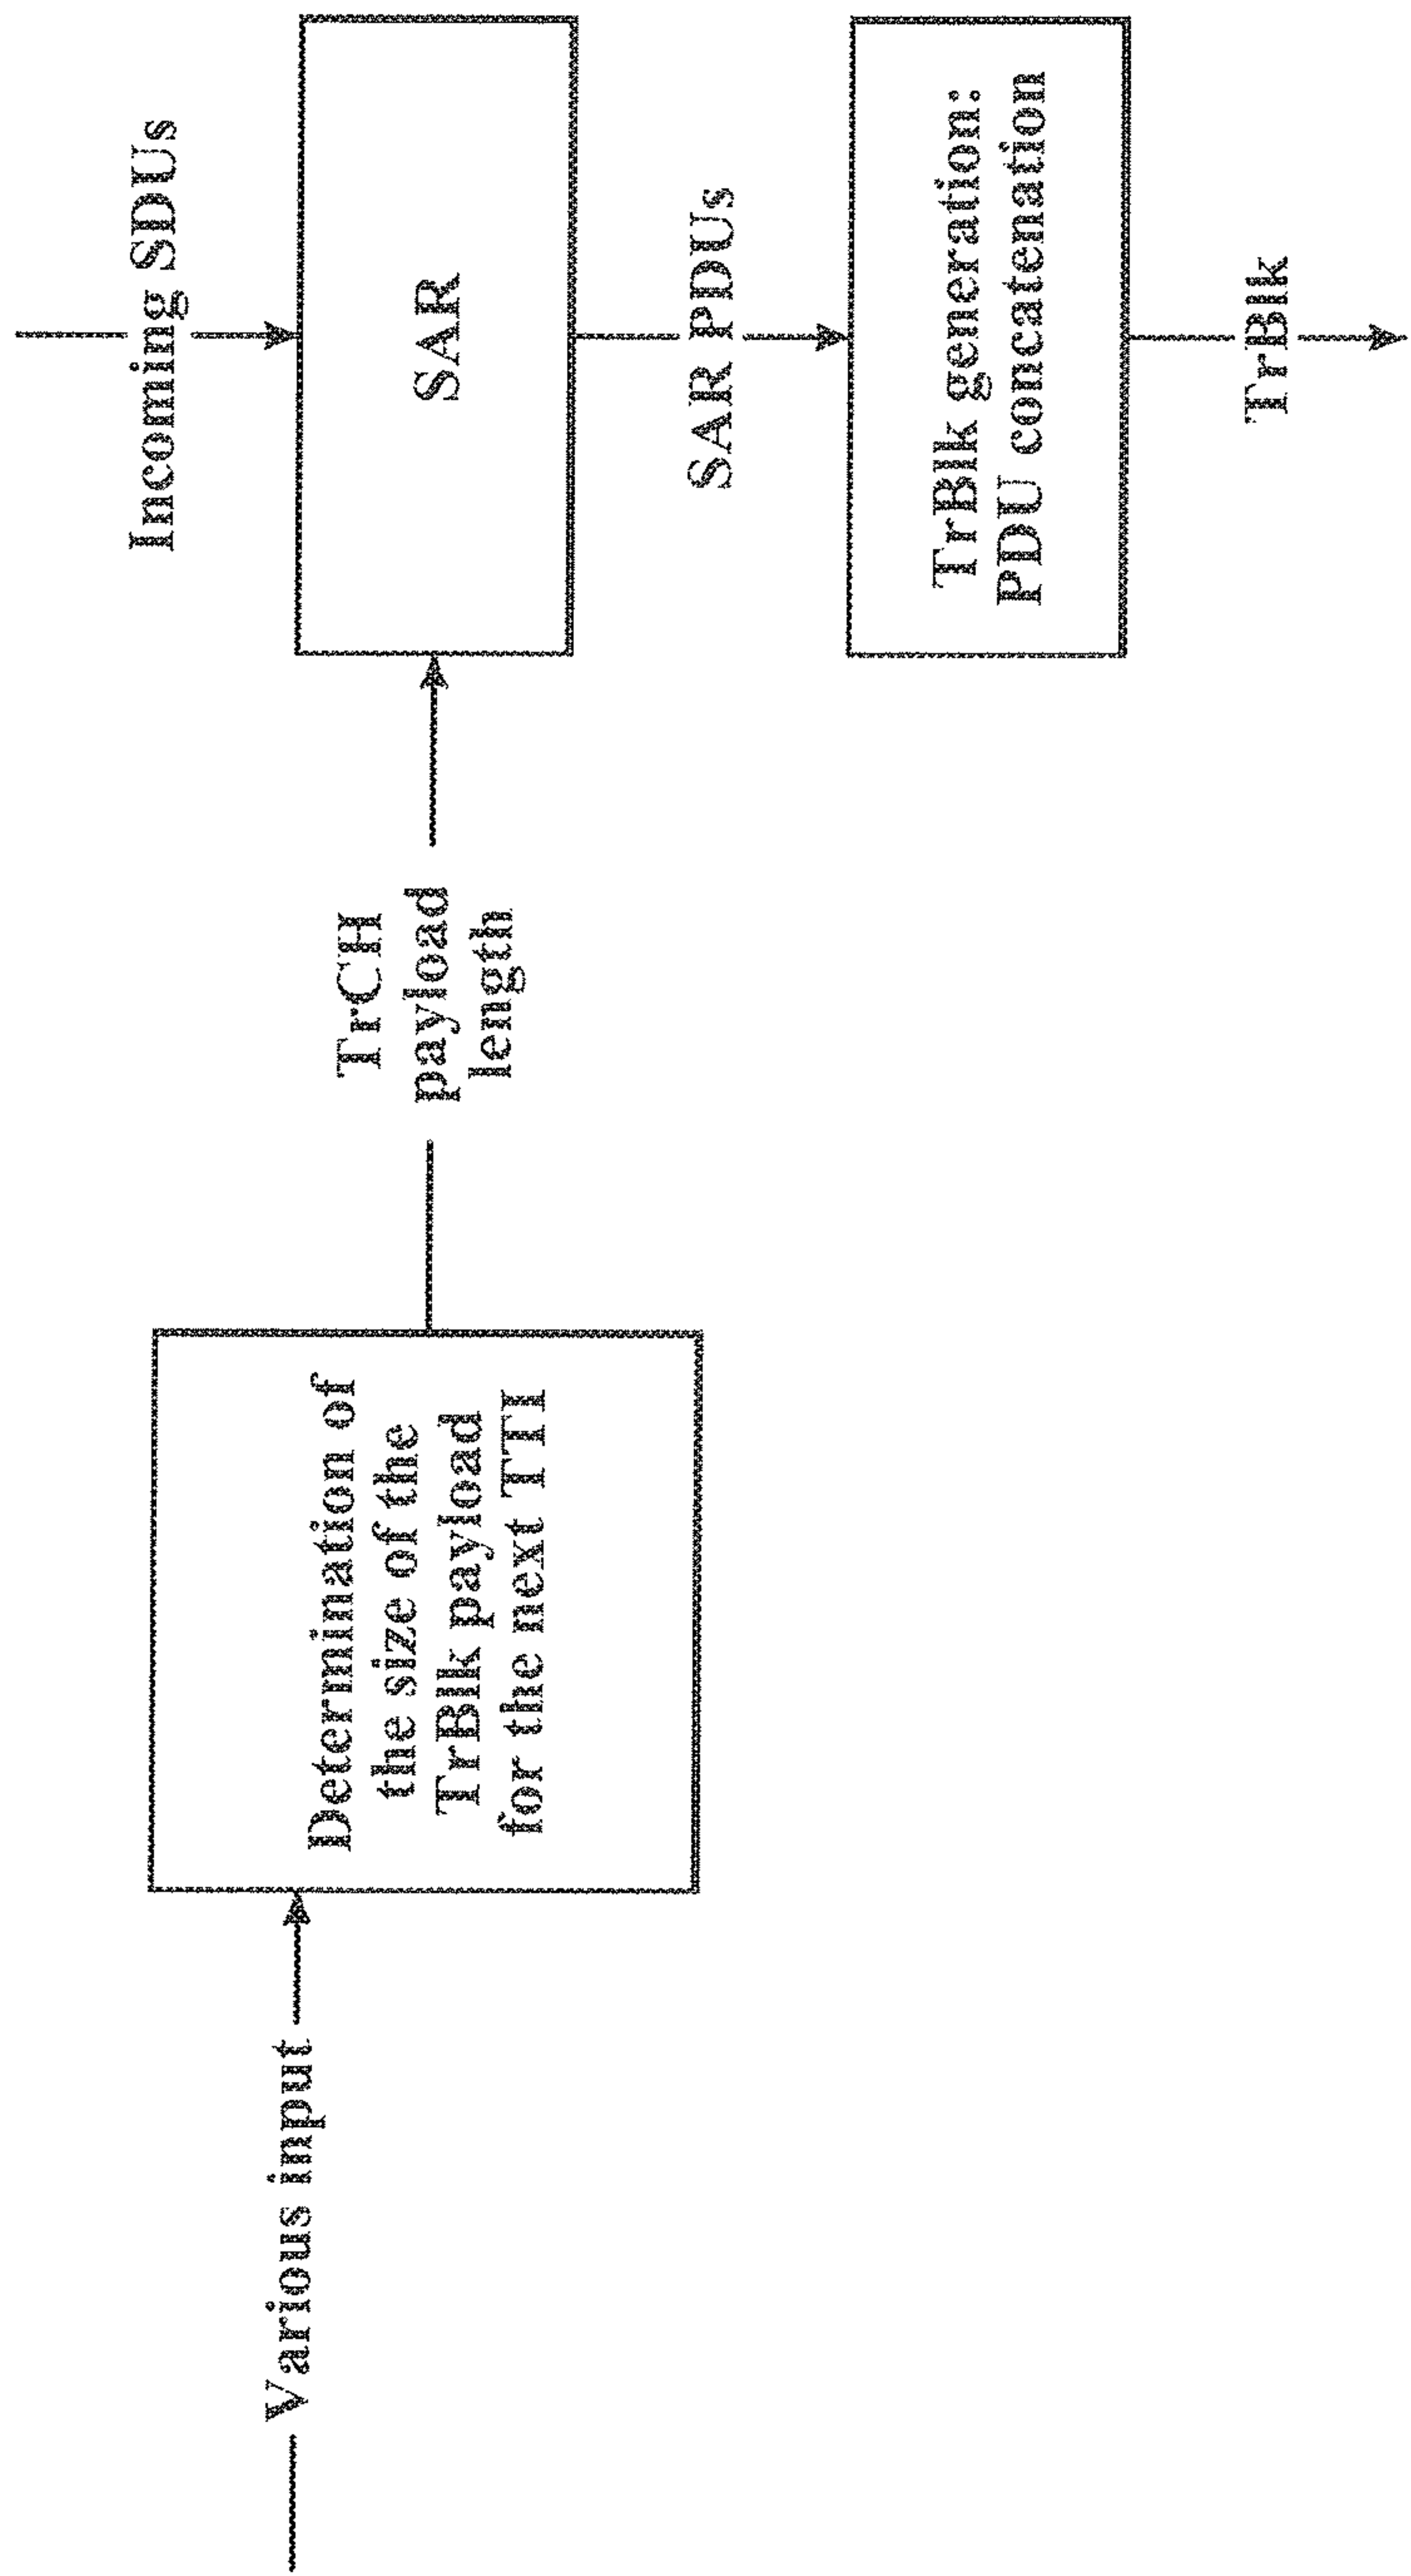 Various input
Determination of
the size of the
TrBlk payload
for the next TTI
TrCH
payload
length
Incoming SDUs
SAR
SAR PDUs
TrBlk generation:
PDU concatenation
TrBlk